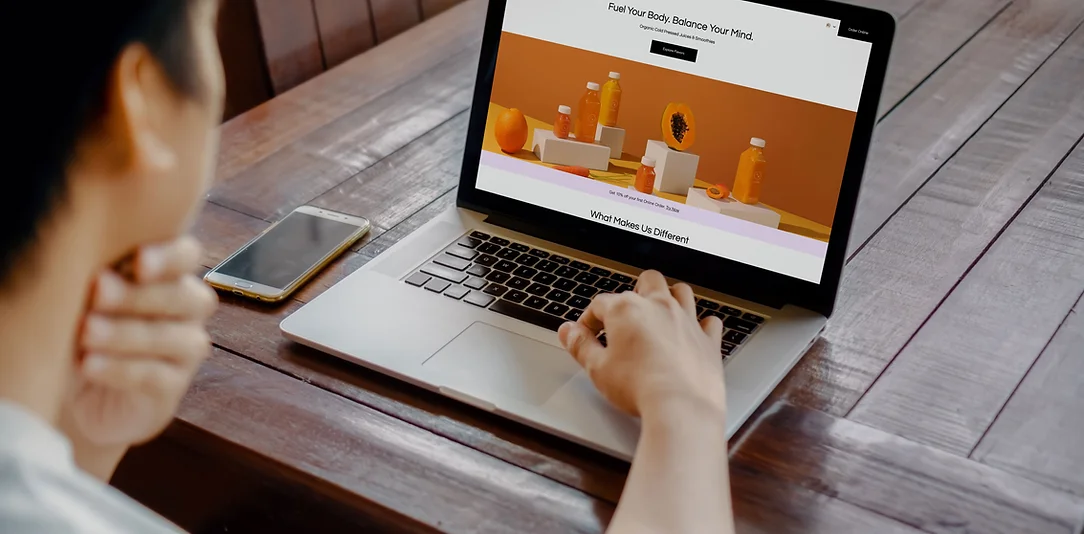 Order Online
Fuel Your Body. Balance Your Mind.
Organic Cold Pressed Juices & Smoothies
Explore Flavors
Get 10% off your first Online Order. Try Now
What Makes Us Different